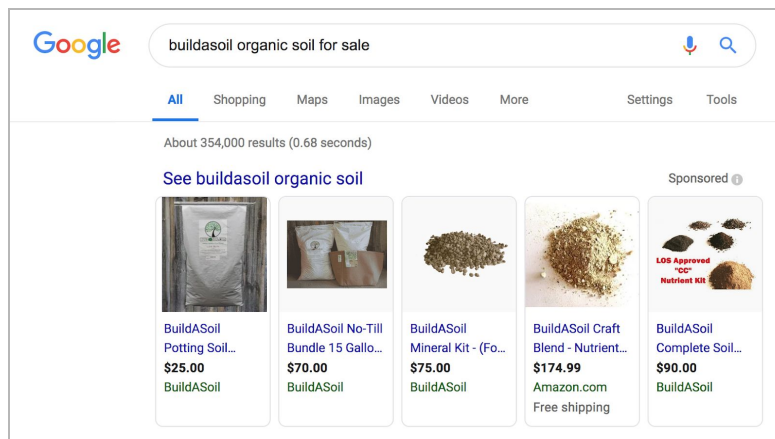 Google
buildasoil organic soil for sale
All Shopping Maps Images Videos More Settings Tools
About 354,000 results (0.68 seconds)
See buildasoil organic soil
Sponsored
LOS Approved
"CC"
Nutrient Kit
BuildASoil
Potting Soil...
$25.00
BuildASoil
BuildASoil No-Till
Bundle 15 Gallo...
$70.00
BuildASoil
BuildASoil
Mineral Kit - (Fo...
$75.00
BuildASoil
BuildASoil Craft
Blend - Nutrient...
$174.99
Amazon.com
Free shipping
BuildASoil
Complete Soil...
$90.00
BuildASoil